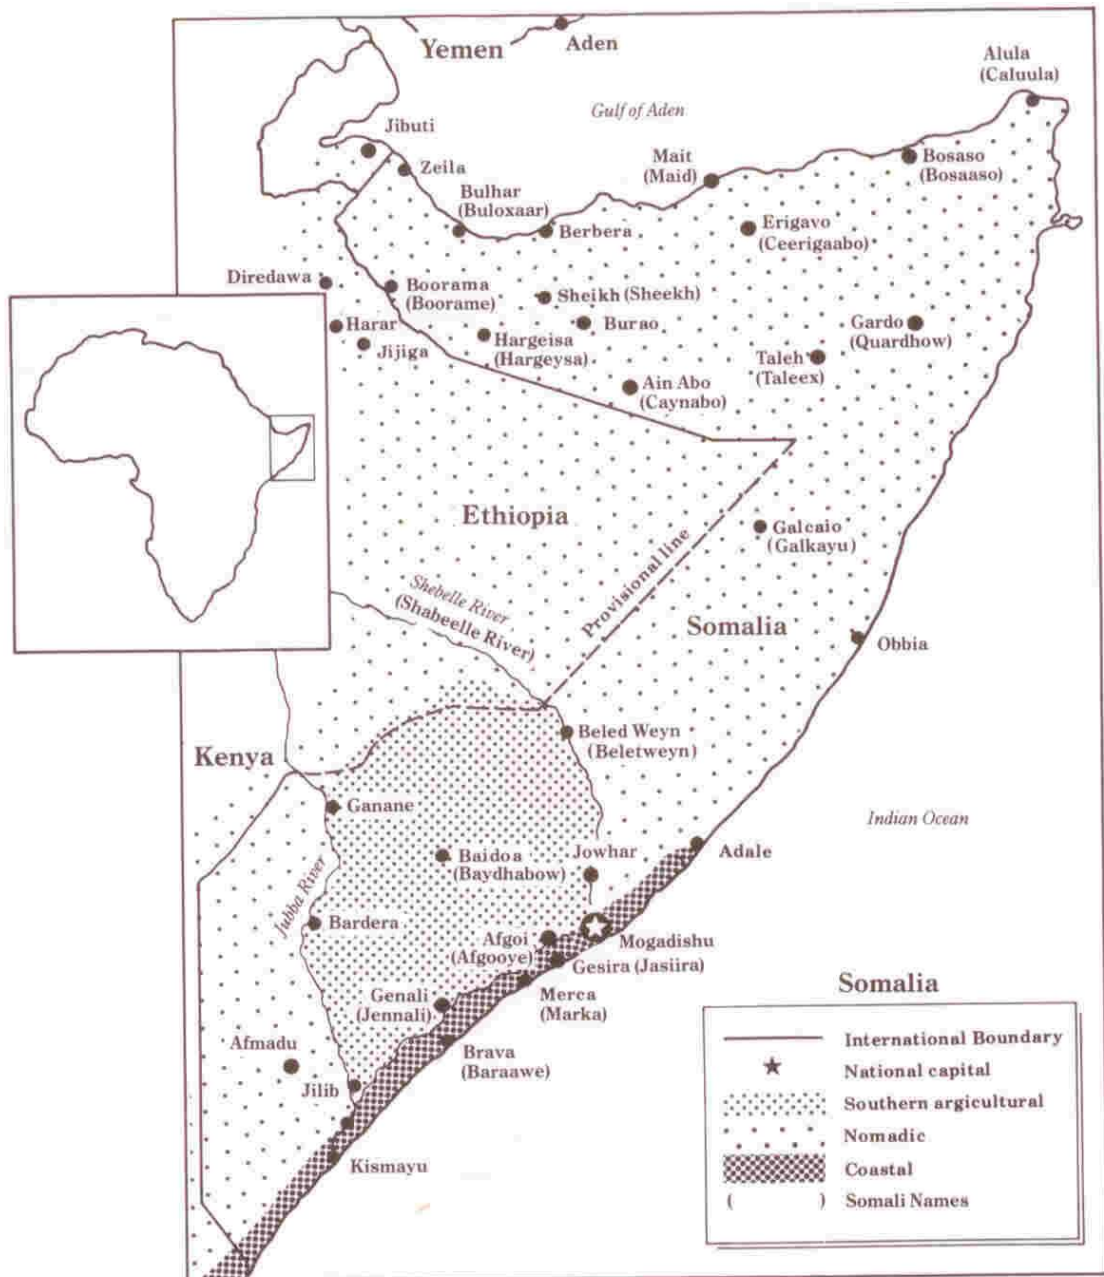 Yemen
Aden
Alula
(Caluula)
Gulf of Aden
Jibuti
Zeila
Mait
(Maid)
Bosaso
(Bosaaso)
Bulhar
(Buloxaar)
Berbera
Erigavo
(Ceerigaabo)
Diredawa
Boorama
(Boorame)
Sheikh (Sheekh)
Harar
Jijiga
Hargeisa
(Hargeysa)
Burao
Gardo
(Quardhow)
Taleh
(Taleex)
Ain Abo
(Caynabo)
Ethiopia
Galcaio
(Galkayu)
Provisional line
Shebelle River
(Shabeelle River)
Somalia
Obbia
Beled Weyn
(Beletweyn)
Kenya
Ganane
Indian Ocean
Baidoa
(Baydhabow)
Jowhar
Adale
Jubba River
Bardera
Afgoi
(Afgooye)
Mogadishu
Gesira (Jasiira)
Genali
(Jennali)
Merca
(Marka)
Afmadu
Brava
(Baraawe)
Jilib
Kismayu
Somalia
International Boundary
National capital
Southern argicultural
Nomadic
Coastal
( ) Somali Names